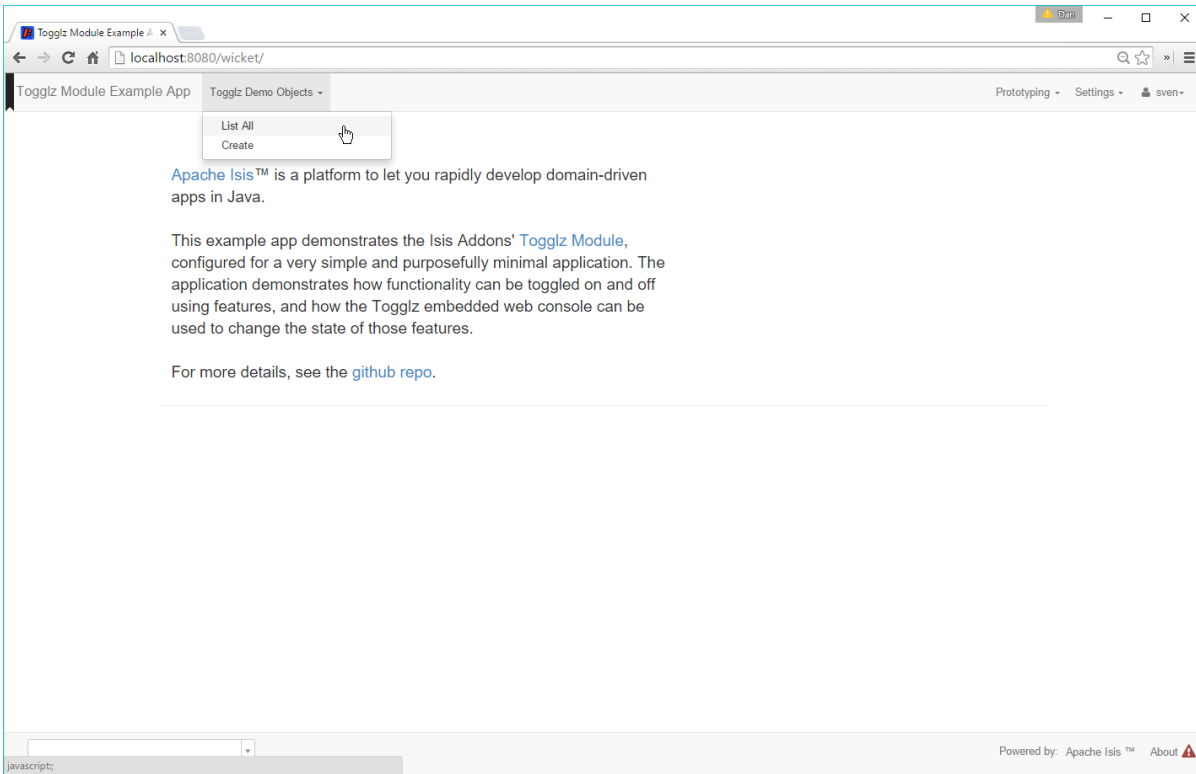 Dan
Togglz Module Example A
localhost:8080/wicket/
Togglz Module Example App Togglz Demo Objects Prototyping Settings sven
List All
Create
Apache Isis™ is a platform to let you rapidly develop domain-driven
apps in Java.
This example app demonstrates the Isis Addons' Togglz Module,
configured for a very simple and purposefully minimal application. The
application demonstrates how functionality can be toggled on and off
using features, and how the Togglz embedded web console can be
used to change the state of those features.
For more details, see the github repo.
Powered by: Apache Isis ™ About
javascript:;